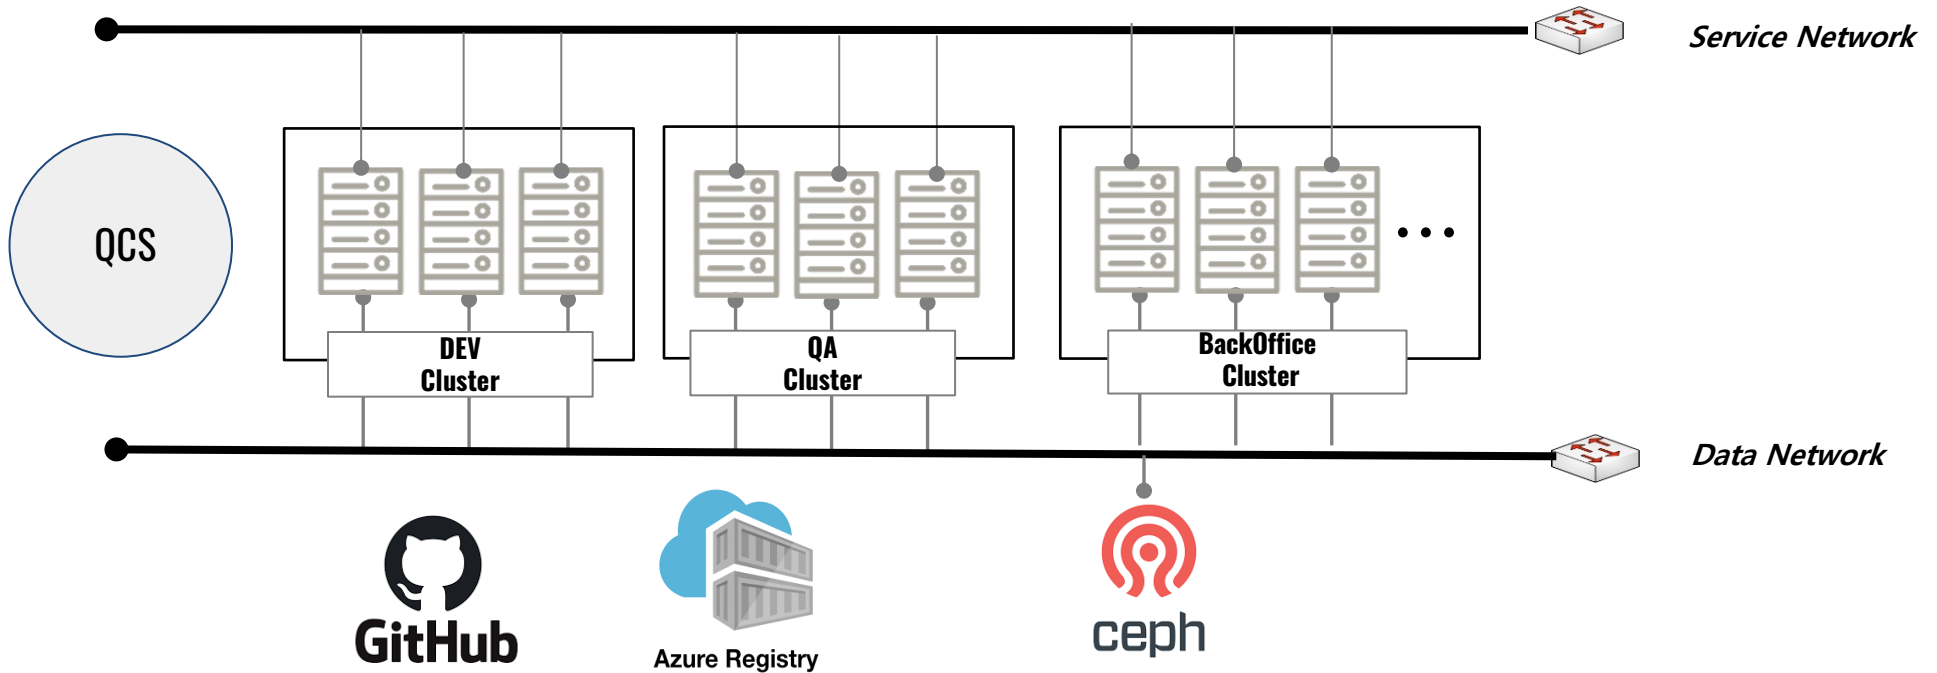 Service Network
QCS
DEV
Cluster
QA
Cluster
BackOffice
Cluster
Data Network
GitHub
Azure Registry
ceph